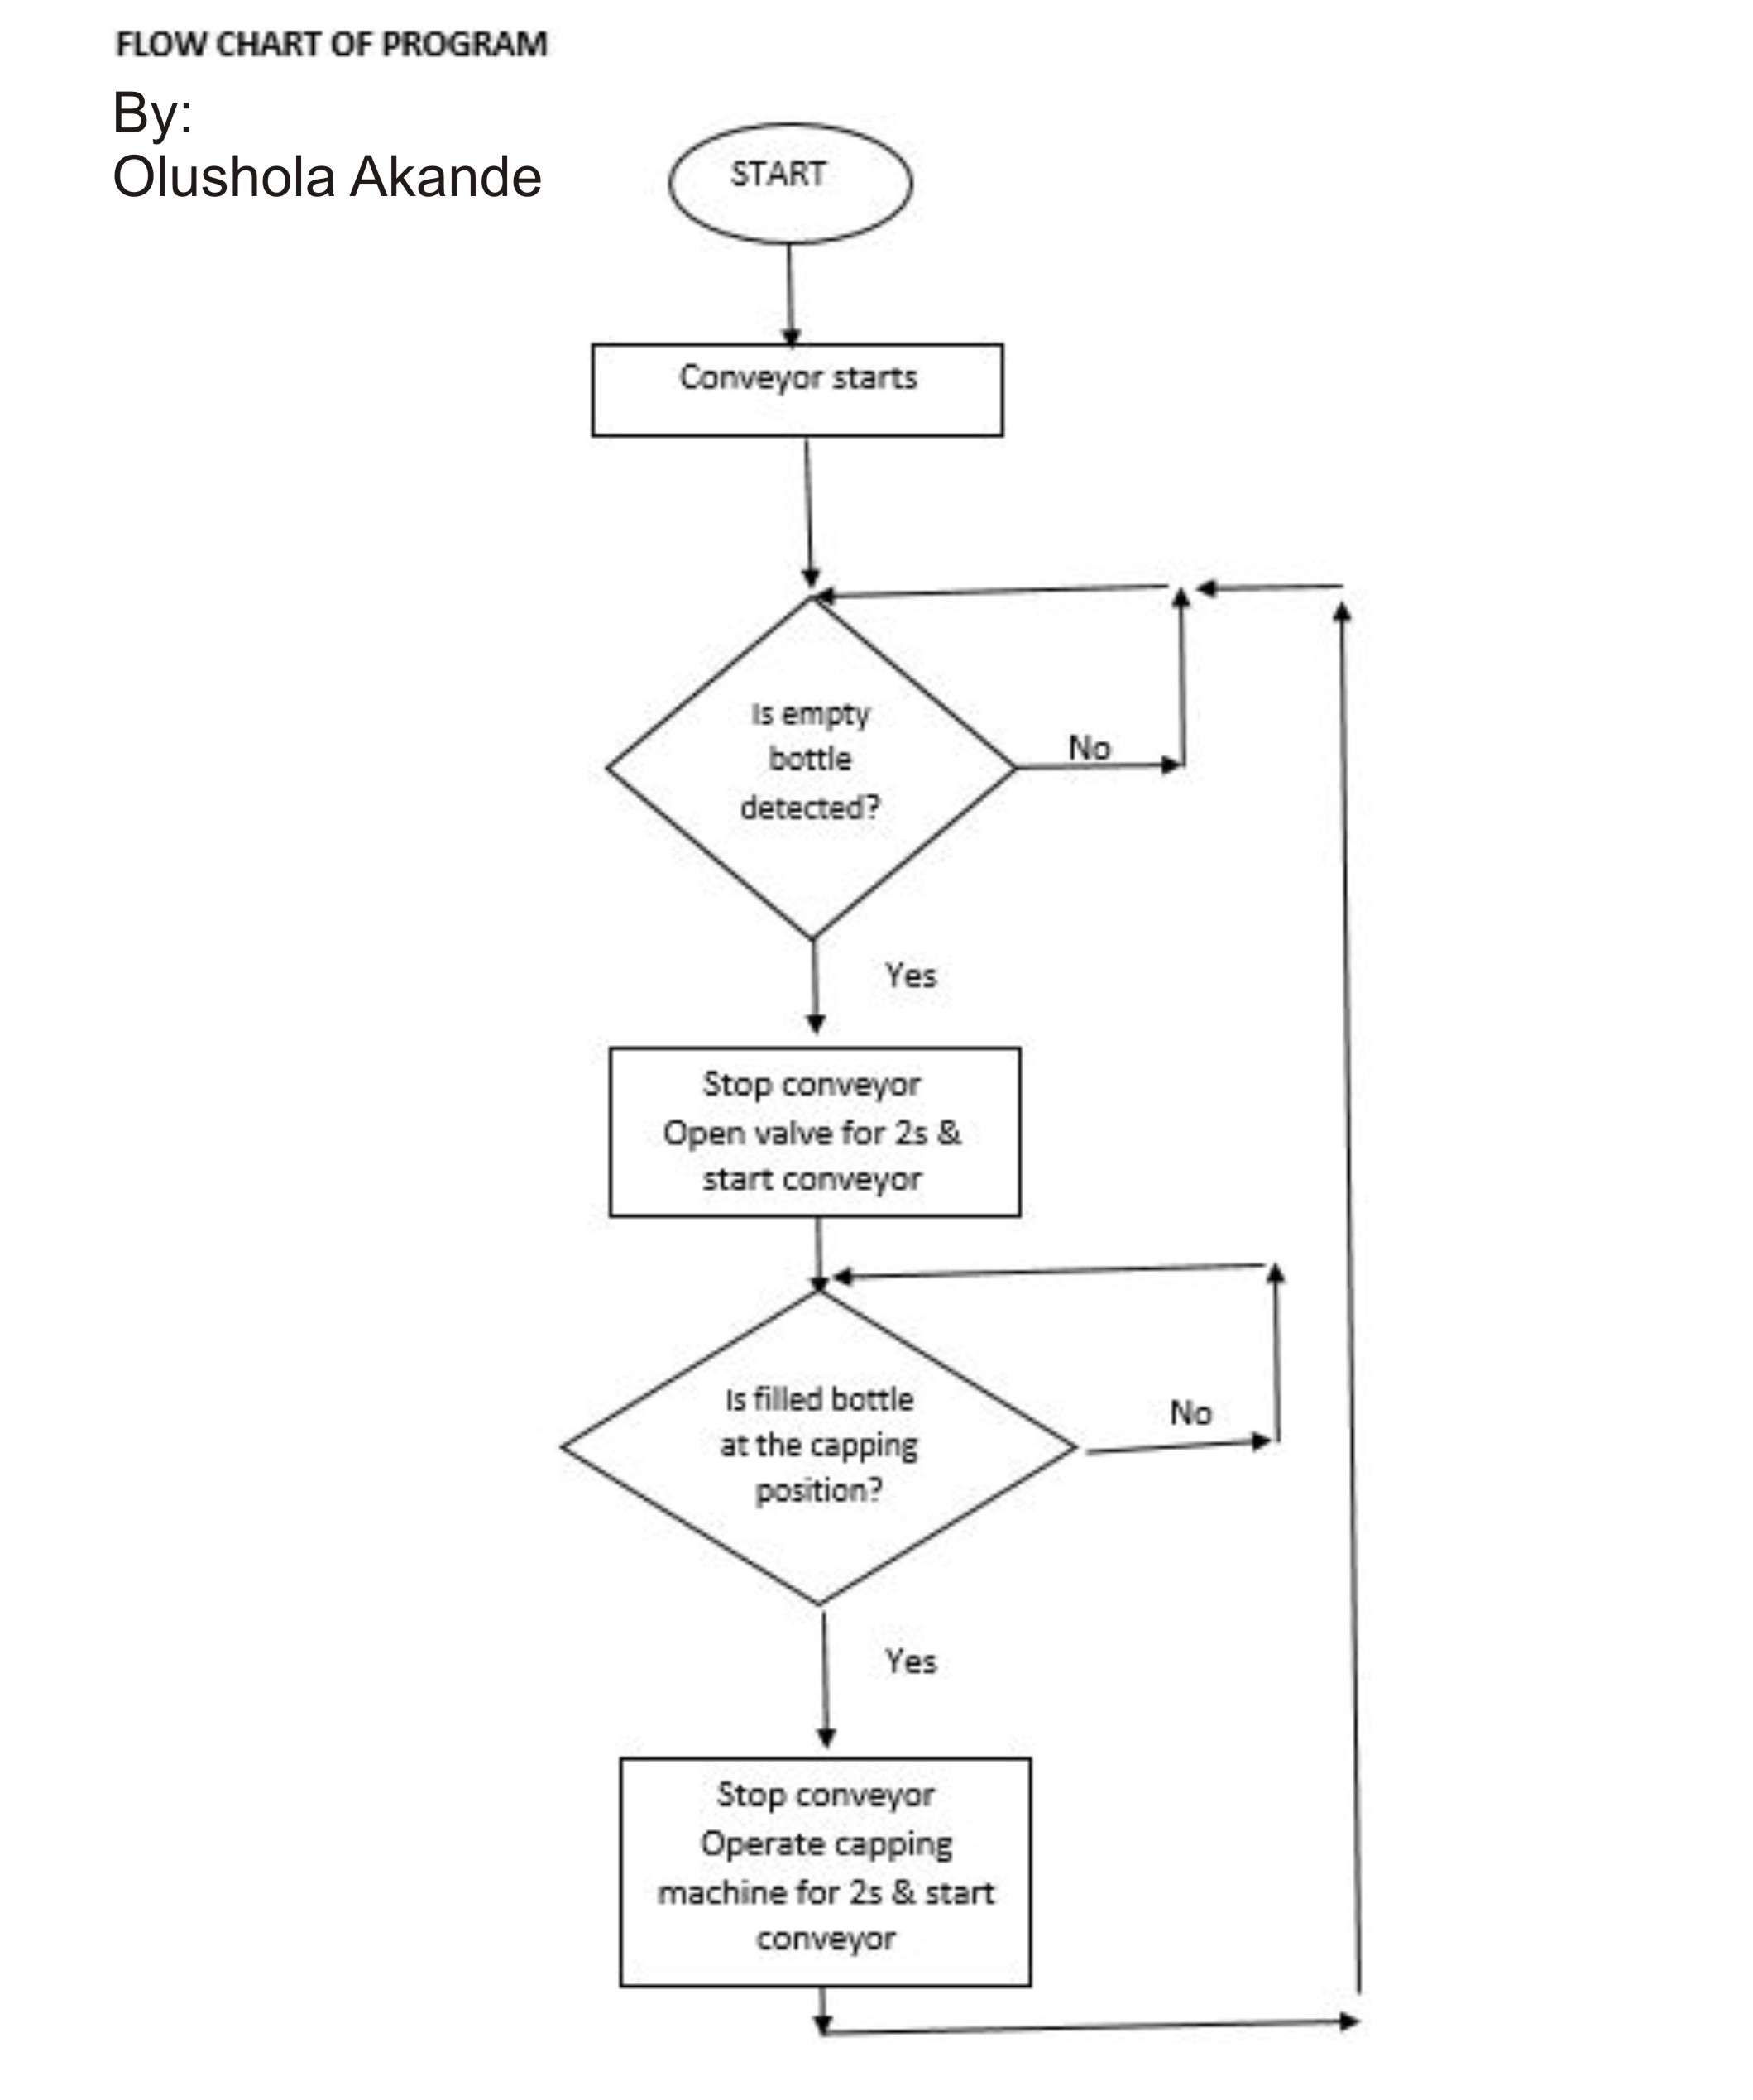 FLOW CHART OF PROGRAM
By:
Olushola Akande
START
Conveyor starts
Is empty
bottle
detected?
No
Yes
Stop conveyor
Open valve for 2s &
start conveyor
Is filled bottle
at the capping
position?
No
Yes
Stop conveyor
Operate capping
machine for 2s & start
conveyor